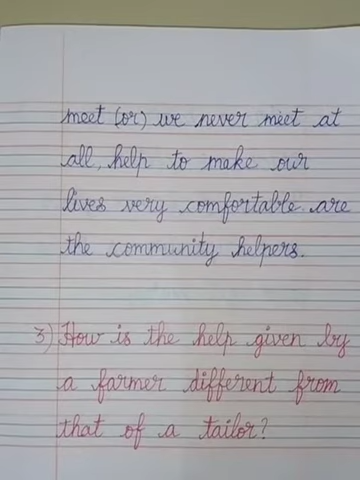 meet (or) we never meet at
all, help to make our
lives very comfortable are
the community helpers.
3) How is the help given by
a farmer different from
that of a tailor?